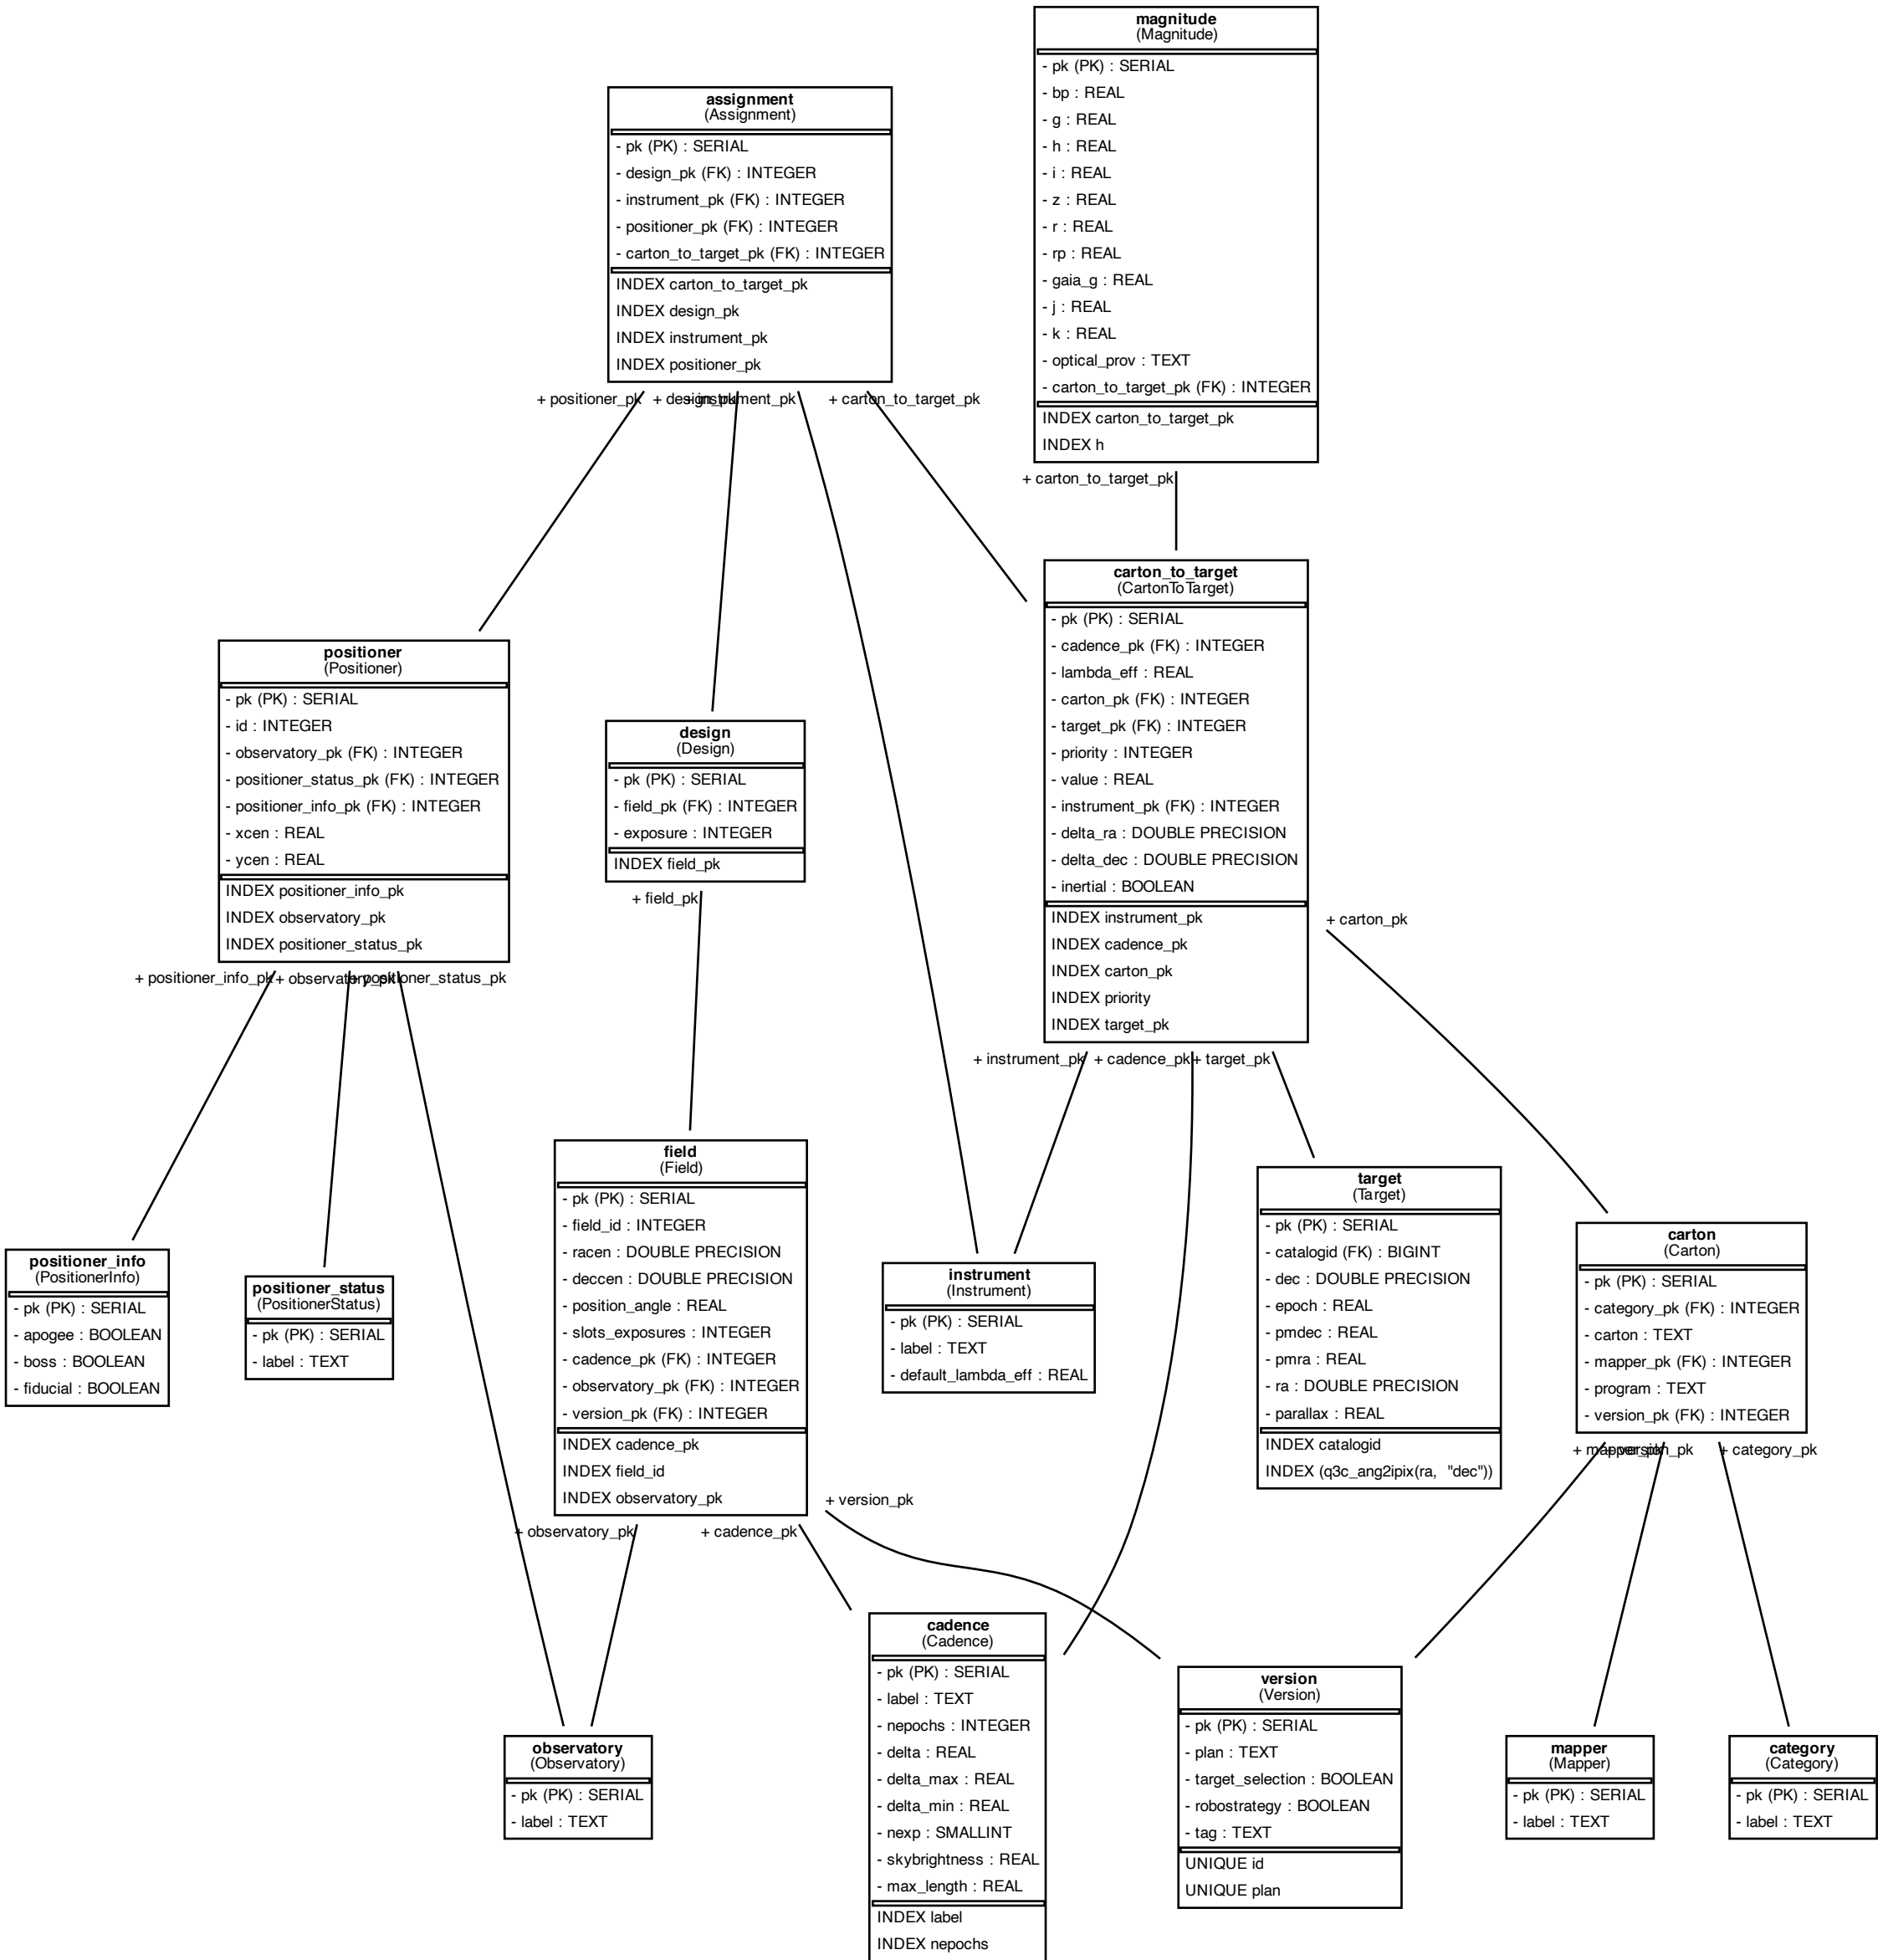 magnitude
(Magnitude)
- pk (PK) : SERIAL
- bp : REAL
- g : REAL
- h : REAL
- i : REAL
- z : REAL
- r : REAL
- rp : REAL
- gaia_g : REAL
- j : REAL
- k : REAL
- optical_prov : TEXT
- carton_to_target_pk (FK) : INTEGER
INDEX carton_to_target_pk
INDEX h
+ carton_to_target_pk
assignment
(Assignment)
- pk (PK) : SERIAL
- design_pk (FK) : INTEGER
- instrument_pk (FK) : INTEGER
- positioner_pk (FK) : INTEGER
- carton_to_target_pk (FK) : INTEGER
INDEX carton_to_target_pk
INDEX design_pk
INDEX instrument_pk
INDEX positioner_pk
+ positioner_pk
+ design_pk
+ instrument_pk
+ carton_to_target_pk
carton_to_target
(CartonToTarget)
- pk (PK) : SERIAL
- cadence_pk (FK) : INTEGER
- lambda_eff : REAL
- carton_pk (FK) : INTEGER
- target_pk (FK) : INTEGER
- priority : INTEGER
- value : REAL
- instrument_pk (FK) : INTEGER
- delta_ra : DOUBLE PRECISION
- delta_dec : DOUBLE PRECISION
- inertial : BOOLEAN
INDEX instrument_pk
INDEX cadence_pk
INDEX carton_pk
INDEX priority
INDEX target_pk
+ carton_pk
+ instrument_pk
+ cadence_pk
+ target_pk
positioner
(Positioner)
- pk (PK) : SERIAL
- id : INTEGER
- observatory_pk (FK) : INTEGER
- positioner_status_pk (FK) : INTEGER
- positioner_info_pk (FK) : INTEGER
- xcen : REAL
- ycen : REAL
INDEX positioner_info_pk
INDEX observatory_pk
INDEX positioner_status_pk
+ positioner_info_pk
+ observatory_pk
+ positioner_status_pk
design
(Design)
- pk (PK) : SERIAL
- field_pk (FK) : INTEGER
- exposure : INTEGER
INDEX field_pk
+ field_pk
field
(Field)
- pk (PK) : SERIAL
- field_id : INTEGER
- racen : DOUBLE PRECISION
- deccen : DOUBLE PRECISION
- position_angle : REAL
- slots_exposures : INTEGER
- cadence_pk (FK) : INTEGER
- observatory_pk (FK) : INTEGER
- version_pk (FK) : INTEGER
INDEX cadence_pk
INDEX field_id
INDEX observatory_pk
+ observatory_pk
+ cadence_pk
+ version_pk
target
(Target)
- pk (PK) : SERIAL
- catalogid (FK) : BIGINT
- dec : DOUBLE PRECISION
- epoch : REAL
- pmdec : REAL
- pmra : REAL
- ra : DOUBLE PRECISION
- parallax : REAL
INDEX catalogid
INDEX (q3c_ang2ipix(ra, "dec"))
carton
(Carton)
- pk (PK) : SERIAL
- category_pk (FK) : INTEGER
- carton : TEXT
- mapper_pk (FK) : INTEGER
- program : TEXT
- version_pk (FK) : INTEGER
+ mapper_pk
+ version_pk
+ category_pk
positioner_info
(PositionerInfo)
- pk (PK) : SERIAL
- apogee : BOOLEAN
- boss : BOOLEAN
- fiducial : BOOLEAN
positioner_status
(PositionerStatus)
- pk (PK) : SERIAL
- label : TEXT
instrument
(Instrument)
- pk (PK) : SERIAL
- label : TEXT
- default_lambda_eff : REAL
cadence
(Cadence)
- pk (PK) : SERIAL
- label : TEXT
- nepochs : INTEGER
- delta : REAL
- delta_max : REAL
- delta_min : REAL
- nexp : SMALLINT
- skybrightness : REAL
- max_length : REAL
INDEX label
INDEX nepochs
version
(Version)
- pk (PK) : SERIAL
- plan : TEXT
- target_selection : BOOLEAN
- robostrategy : BOOLEAN
- tag : TEXT
UNIQUE id
UNIQUE plan
observatory
(Observatory)
- pk (PK) : SERIAL
- label : TEXT
mapper
(Mapper)
- pk (PK) : SERIAL
- label : TEXT
category
(Category)
- pk (PK) : SERIAL
- label : TEXT